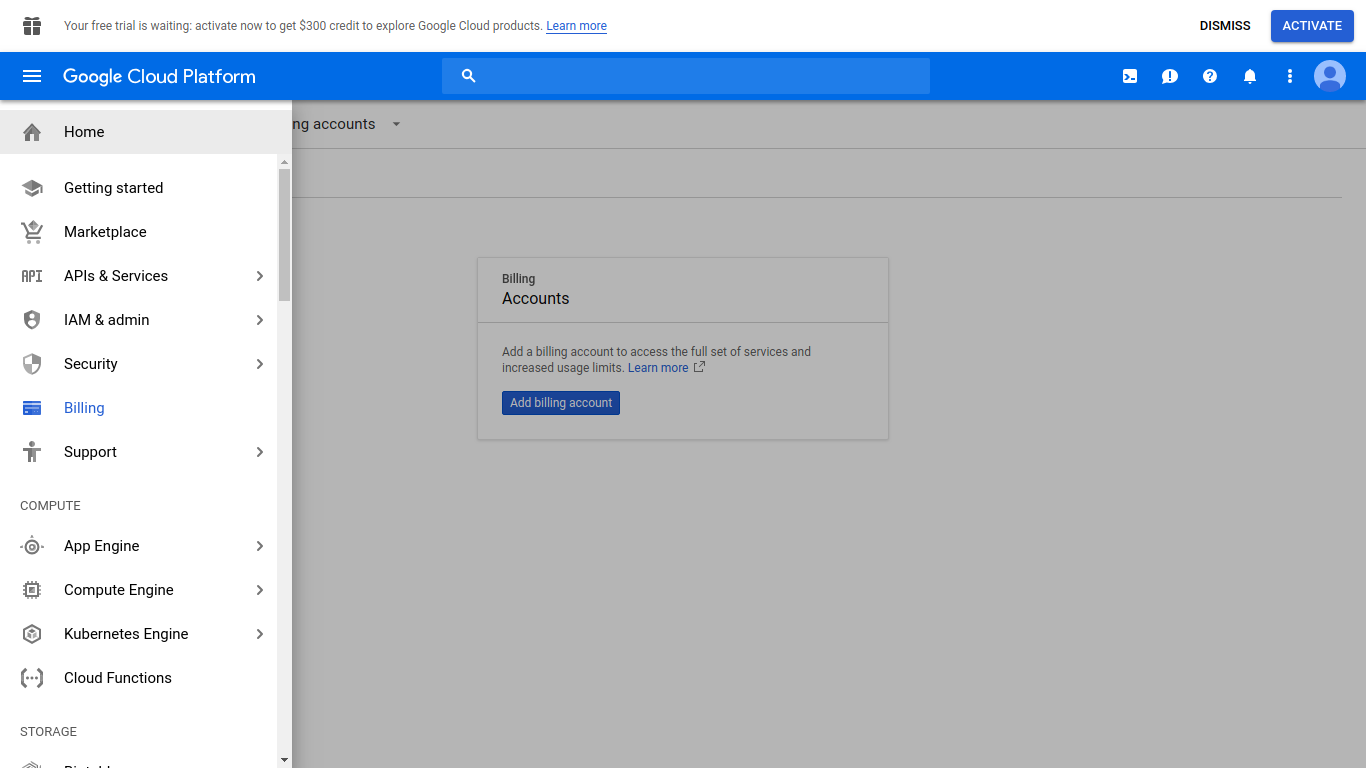 Your free trial is waiting: activate now to get $300 credit to explore Google Cloud products. Learn more
DISMISS
ACTIVATE
Google Cloud Platform
Home
ng accounts
Getting started
Marketplace
API APIs & Services
IAM & admin
Security
Billing
Support
COMPUTE
App Engine
Compute Engine
Kubernetes Engine
Cloud Functions
STORAGE
Billing
Accounts
Add a billing account to access the full set of services and
increased usage limits. Learn more
Add billing account